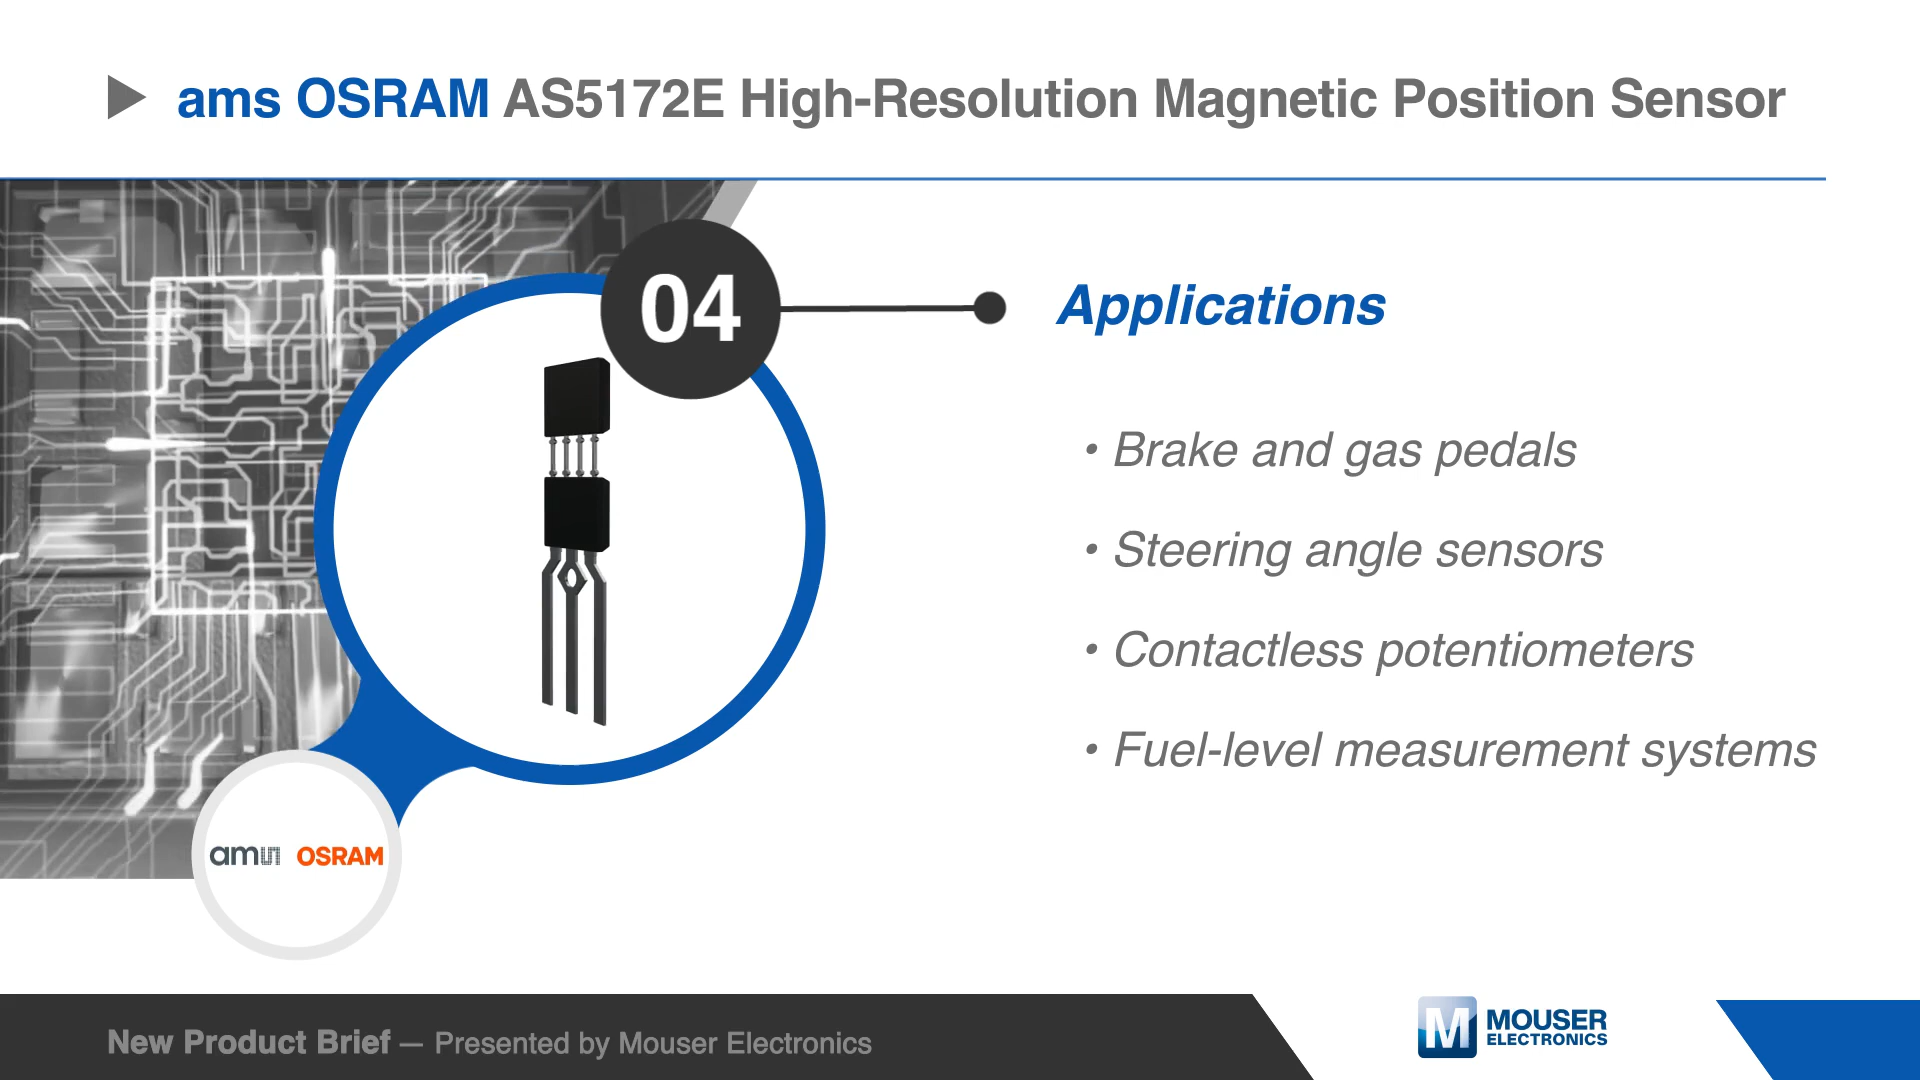 ams OSRAM AS5172E High-Resolution Magnetic Position Sensor
04
Applications
• Brake and gas pedals
• Steering angle sensors
• Contactless potentiometers
• Fuel-level measurement systems
am OSRAM
New Product Brief — Presented by Mouser Electronics
M
MOUSER
ELECTRONICS